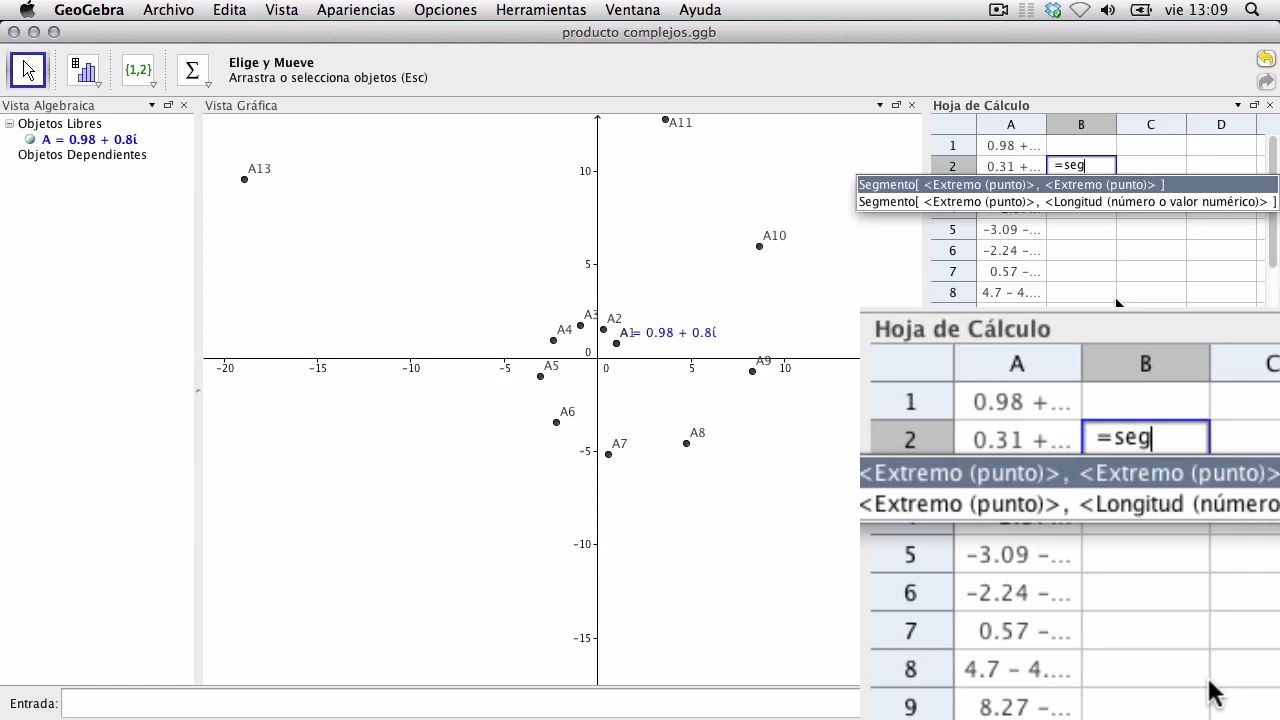 GeoGebra Archivo Edita Vista Apariencias Opciones Herramientas Ventana Ayuda vie 13:09
producto complejos.ggb
{1,2}
Σ
Elige y Mueve
Arrastra o selecciona objetos (Esc)
Vista Algebraica
Vista Gráfica
Hoja de Cálculo
Objetos Libres
A = 0.98 + 0.8í
Objetos Dependientes
A11
A13
10
A10
5
A3
A2
A4
A1
A = 0.98 + 0.8í
0
-20
-15
-10
-5
0
5
10
A5
A9
A6
A7
A8
-5
-10
-15
A B C D
1 0.98 +...
2 0.31 +... =seg
Segmento[ <Extremo (punto)>, <Extremo (punto)> ]
Segmento[ <Extremo (punto)>, <Longitud (número o valor numérico)> ]
5 -3.09 -...
6 -2.24 -...
7 0.57 -...
8 4.7 - 4....
Hoja de Cálculo
A B C
1 0.98 +...
2 0.31 +... =seg
<Extremo (punto)>, <Extremo (punto)>
<Extremo (punto)>, <Longitud (número
5 -3.09 -...
6 -2.24 -...
7 0.57 -...
8 4.7 - 4....
9 8.27 -...
Entrada: